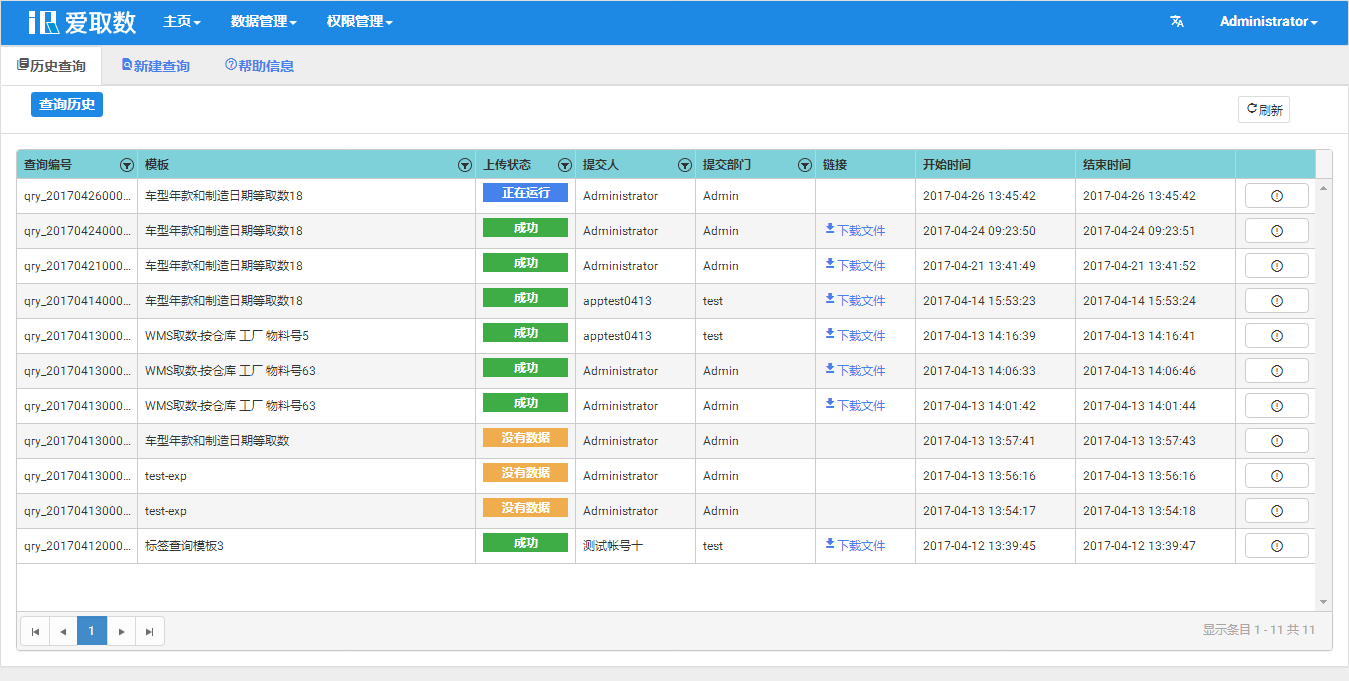 iR 爱取数 主页 数据管理 权限管理 Administrator
历史查询 新建查询 帮助信息
查询历史 刷新
查询编号 模板 上传状态 提交人 提交部门 链接 开始时间 结束时间
qry_20170426000... 车型年款和制造日期等取数18 正在运行 Administrator Admin 2017-04-26 13:45:42 2017-04-26 13:45:42
qry_20170424000... 车型年款和制造日期等取数18 成功 Administrator Admin 下载文件 2017-04-24 09:23:50 2017-04-24 09:23:51
qry_20170421000... 车型年款和制造日期等取数18 成功 Administrator Admin 下载文件 2017-04-21 13:41:49 2017-04-21 13:41:52
qry_20170414000... 车型年款和制造日期等取数18 成功 apptest0413 test 下载文件 2017-04-14 15:53:23 2017-04-14 15:53:24
qry_20170413000... WMS取数-按仓库 工厂 物料号5 成功 apptest0413 test 下载文件 2017-04-13 14:16:39 2017-04-13 14:16:41
qry_20170413000... WMS取数-按仓库 工厂 物料号63 成功 Administrator Admin 下载文件 2017-04-13 14:06:33 2017-04-13 14:06:46
qry_20170413000... WMS取数-按仓库 工厂 物料号63 成功 Administrator Admin 下载文件 2017-04-13 14:01:42 2017-04-13 14:01:44
qry_20170413000... 车型年款和制造日期等取数 没有数据 Administrator Admin 2017-04-13 13:57:41 2017-04-13 13:57:43
qry_20170413000... test-exp 没有数据 Administrator Admin 2017-04-13 13:56:16 2017-04-13 13:56:16
qry_20170413000... test-exp 没有数据 Administrator Admin 2017-04-13 13:54:17 2017-04-13 13:54:18
qry_20170412000... 标签查询模板3 成功 测试帐号十 test 下载文件 2017-04-12 13:39:45 2017-04-12 13:39:47
1 显示条目 1 - 11 共 11